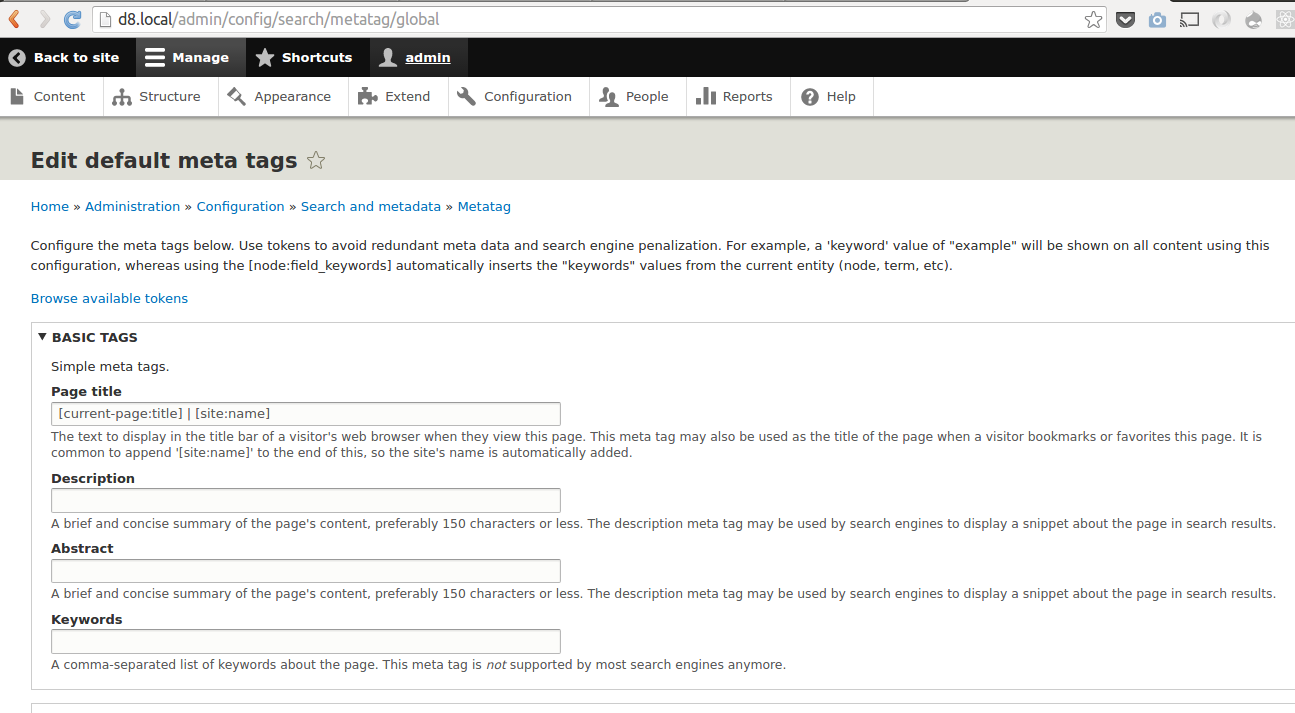 d8.local/admin/config/search/metatag/global
Back to site Manage Shortcuts admin
Content Structure Appearance Extend Configuration People Reports Help
Edit default meta tags
Home » Administration » Configuration » Search and metadata » Metatag
Configure the meta tags below. Use tokens to avoid redundant meta data and search engine penalization. For example, a 'keyword' value of "example" will be shown on all content using this
configuration, whereas using the [node:field_keywords] automatically inserts the "keywords" values from the current entity (node, term, etc).
Browse available tokens
BASIC TAGS
Simple meta tags.
Page title
[current-page:title] | [site:name]
The text to display in the title bar of a visitor's web browser when they view this page. This meta tag may also be used as the title of the page when a visitor bookmarks or favorites this page. It is
common to append '[site:name]' to the end of this, so the site's name is automatically added.
Description
A brief and concise summary of the page's content, preferably 150 characters or less. The description meta tag may be used by search engines to display a snippet about the page in search results.
Abstract
A brief and concise summary of the page's content, preferably 150 characters or less. The description meta tag may be used by search engines to display a snippet about the page in search results.
Keywords
A comma-separated list of keywords about the page. This meta tag is not supported by most search engines anymore.